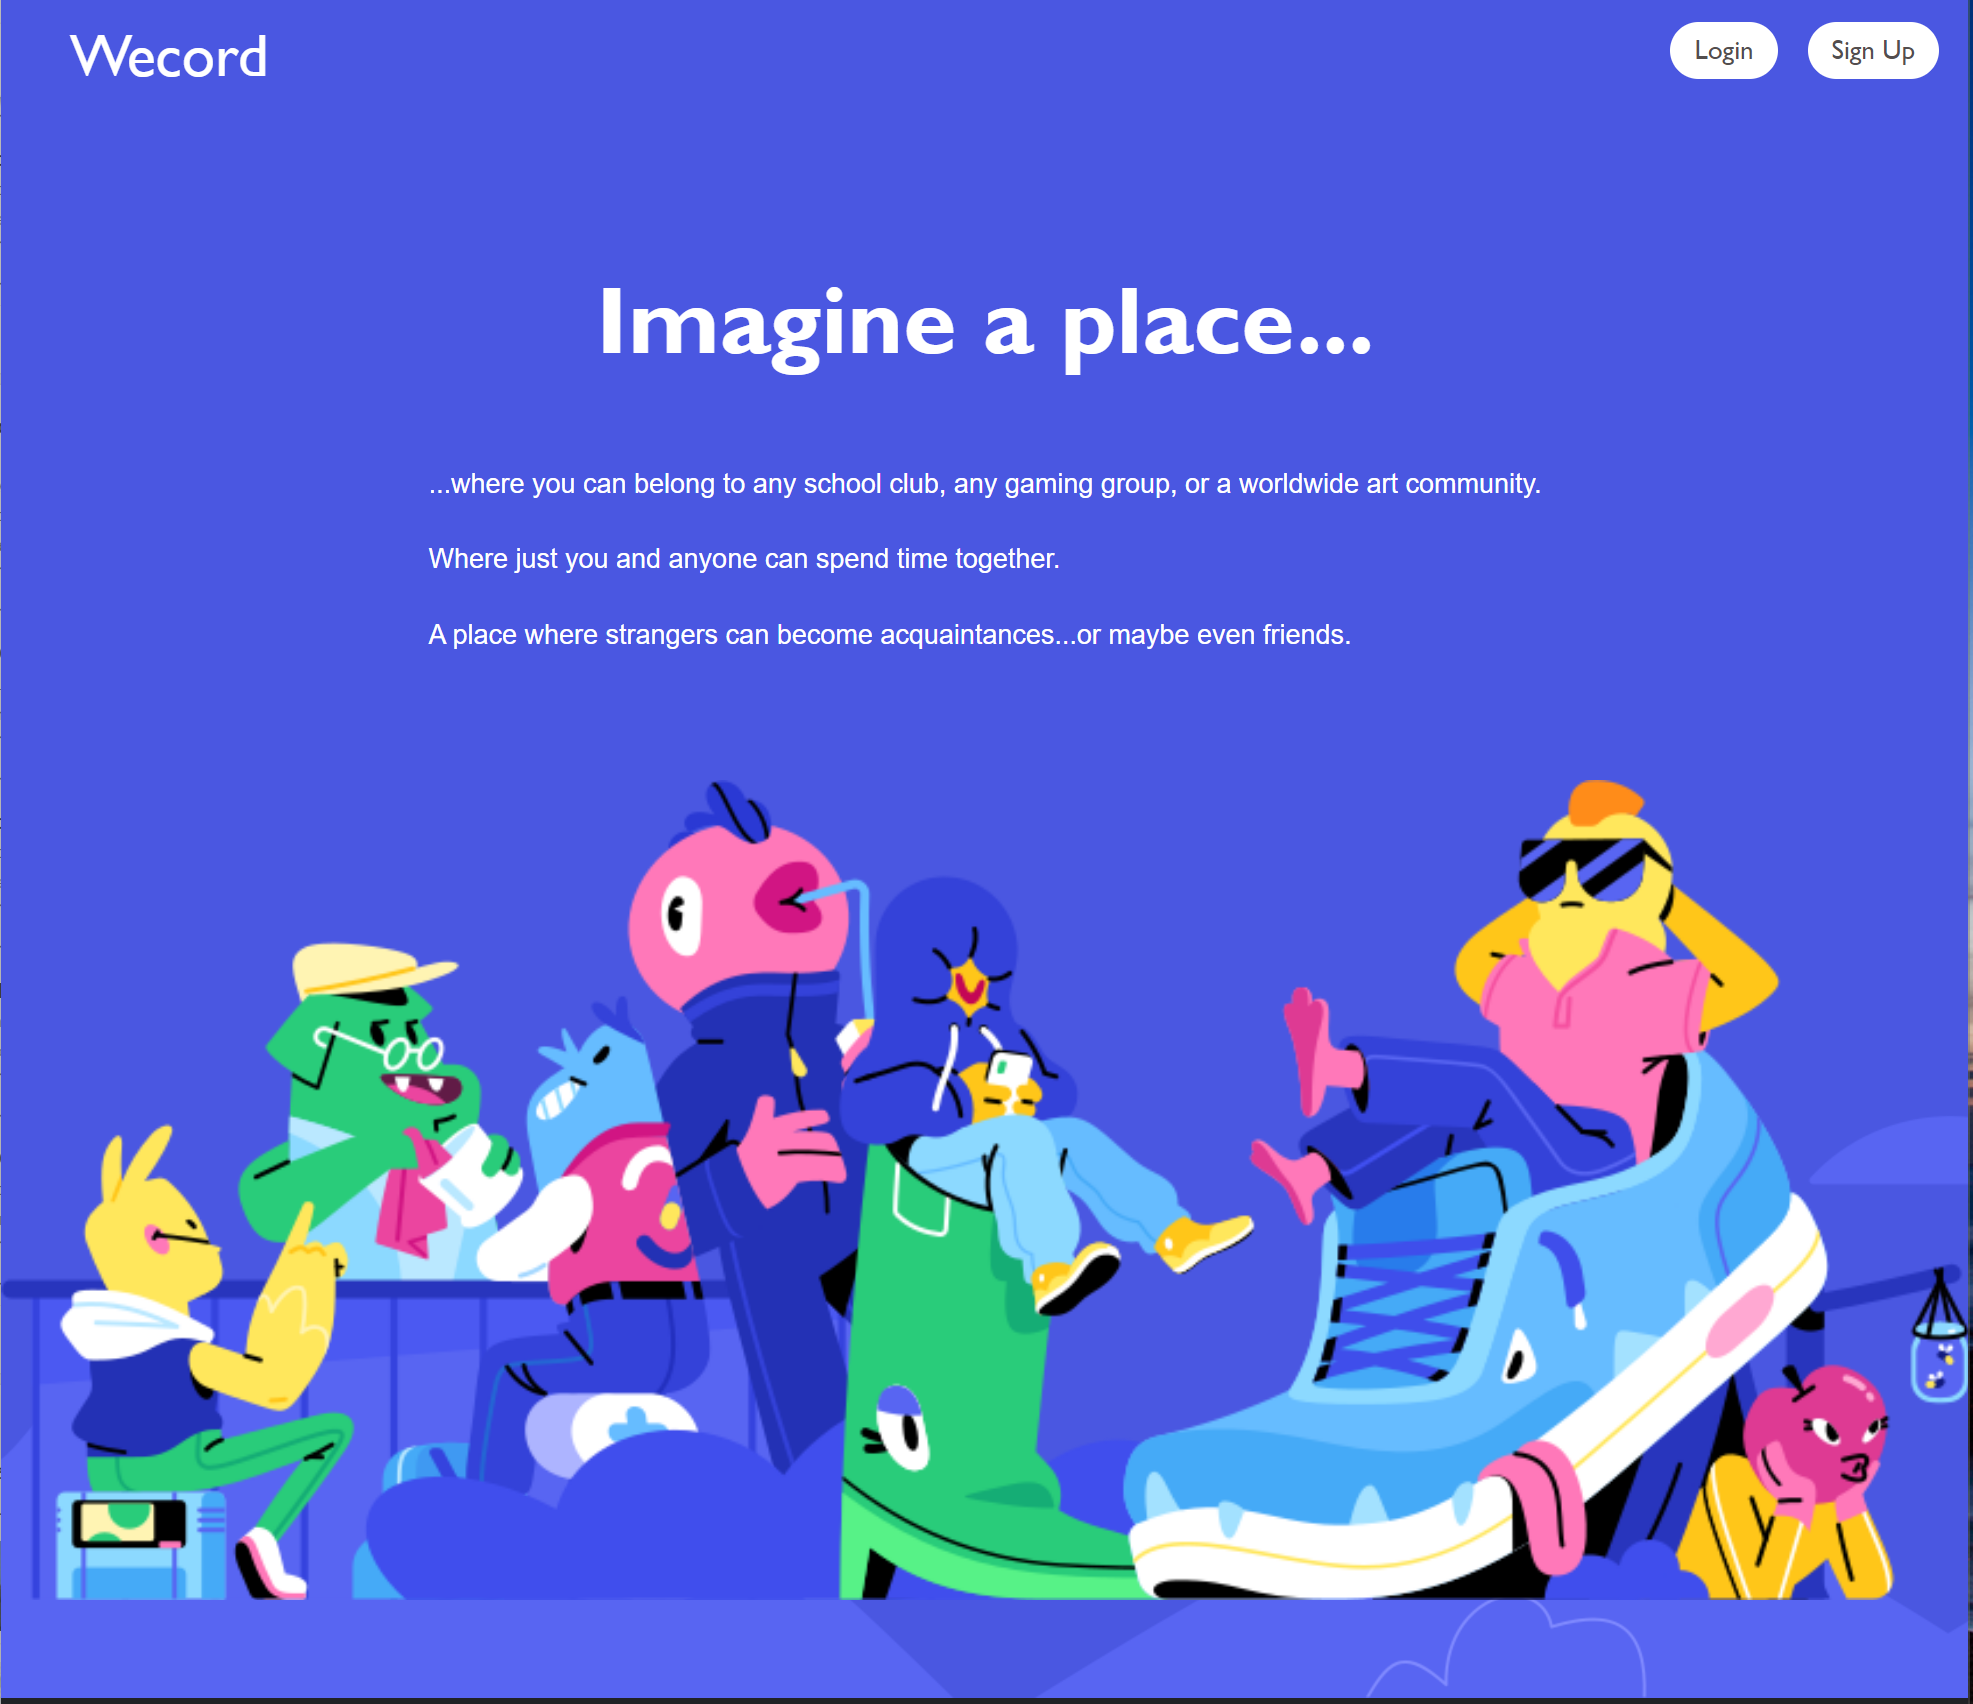 Wecord
Login
Sign Up
Imagine a place...
...where you can belong to any school club, any gaming group, or a worldwide art community.
Where just you and anyone can spend time together.
A place where strangers can become acquaintances...or maybe even friends.